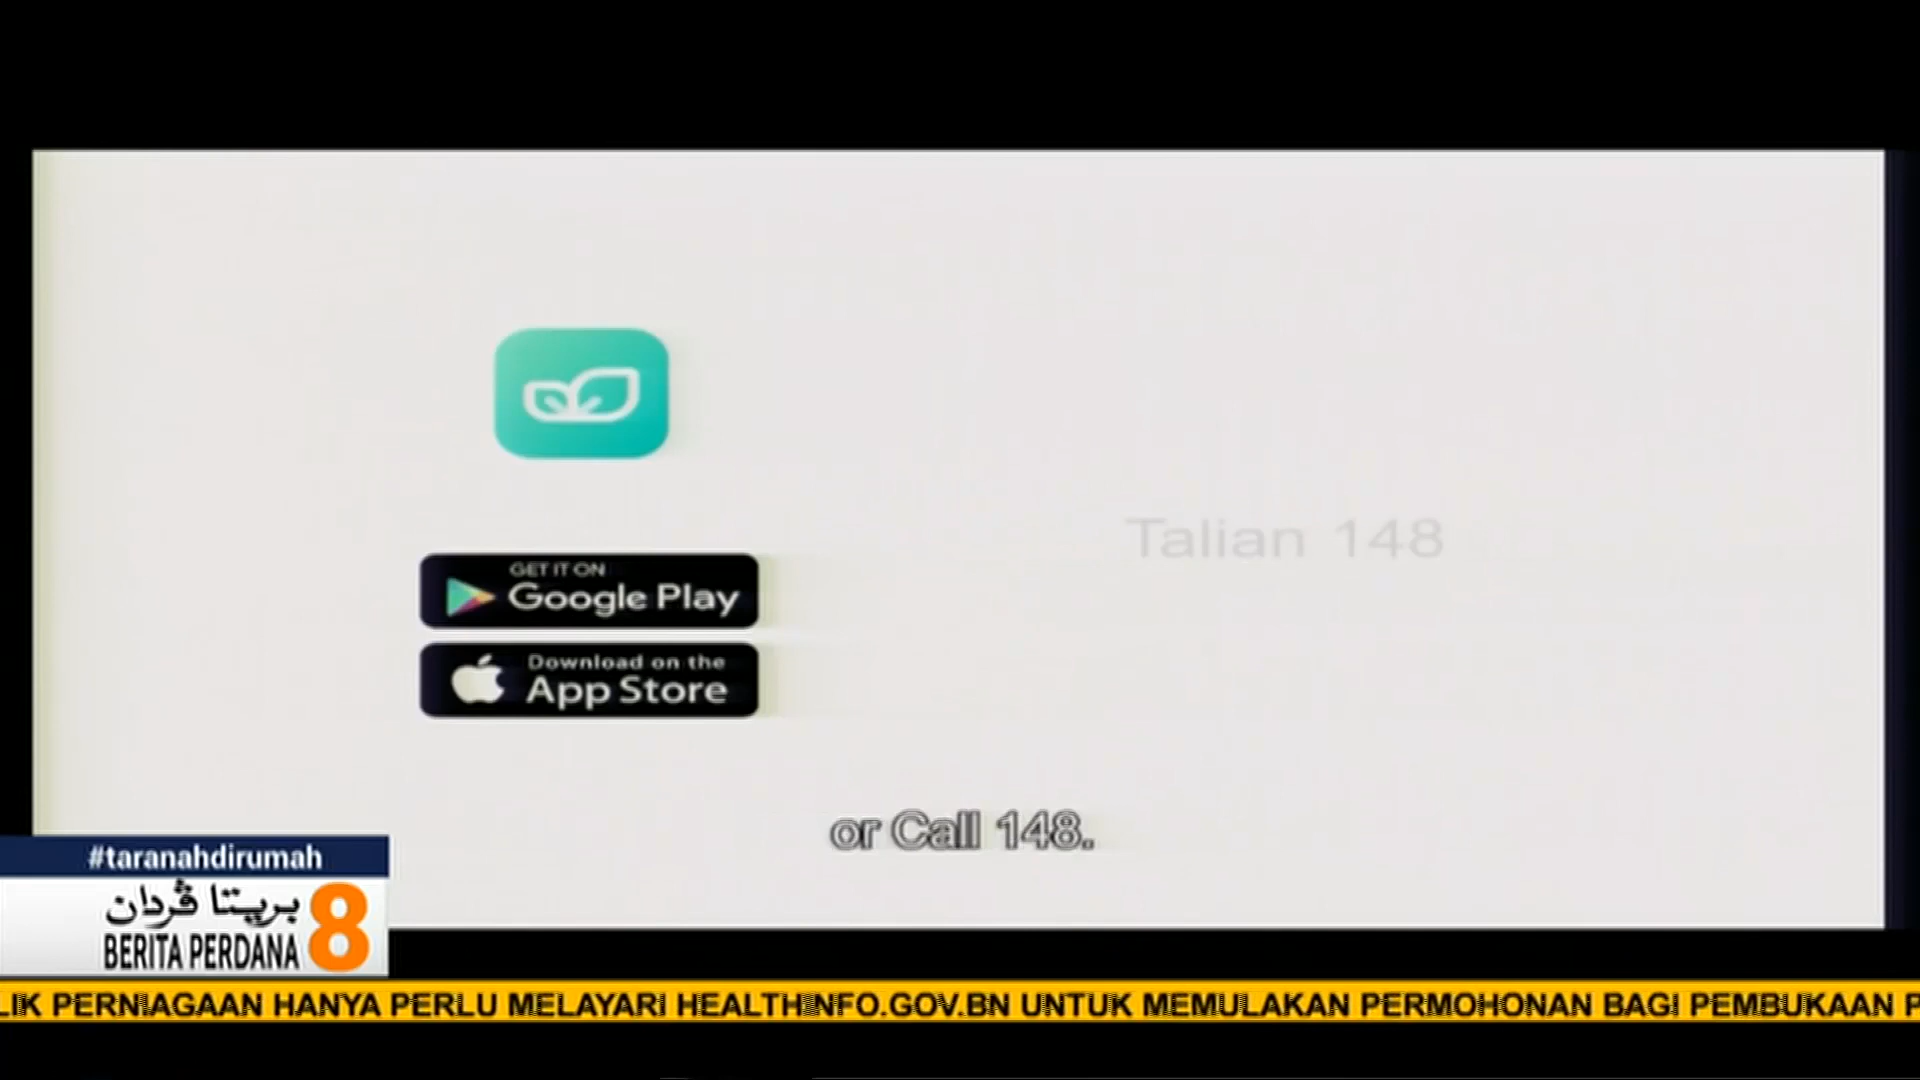 Talian 148
GET IT ON
Google Play
Download on the
App Store
or Call 148.
#taranahdirumah
بريتا ڤردان
BERITA PERDANA 8
LIK PERNIAGAAN HANYA PERLU MELAYARI HEALTHINFO.GOV.BN UNTUK MEMULAKAN PERMOHONAN BAGI PEMBUKAAN P